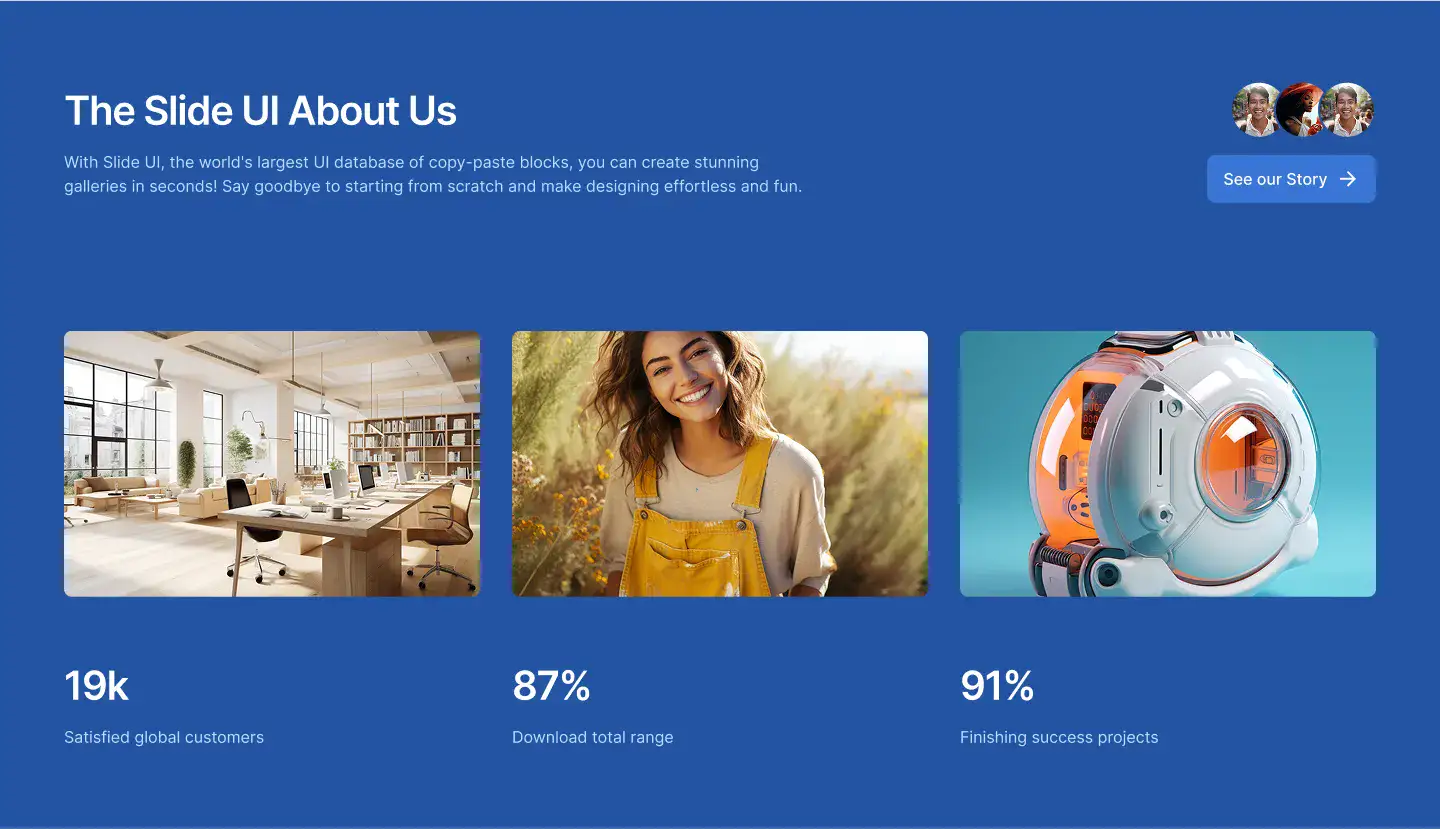 The Slide UI About Us
With Slide UI, the world's largest UI database of copy-paste blocks, you can create stunning
galleries in seconds! Say goodbye to starting from scratch and make designing effortless and fun.
See our Story
19k
Satisfied global customers
87%
Download total range
91%
Finishing success projects